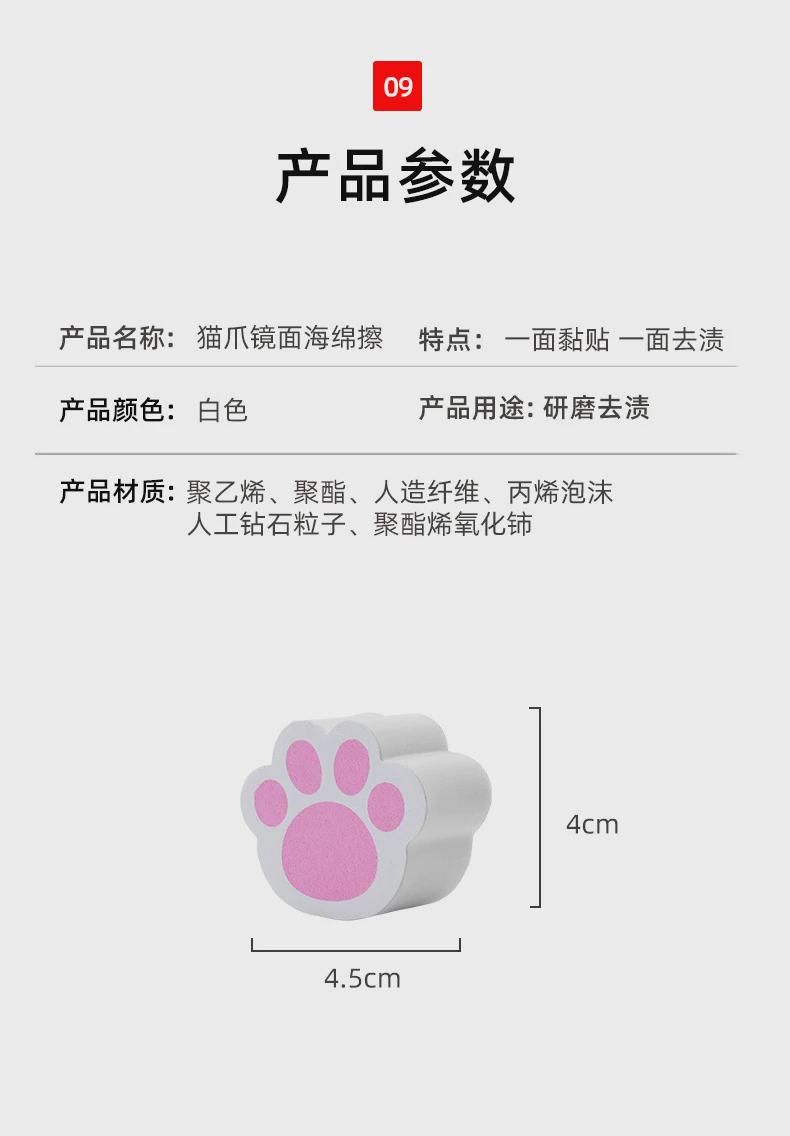 09
产品参数
产品名称: 猫爪镜面海绵擦 特点: 一面黏贴 一面去渍
产品颜色: 白色 产品用途: 研磨去渍
产品材质: 聚乙烯、聚酯、人造纤维、丙烯泡沫
人工钻石粒子、聚酯烯氧化铈
4cm
4.5cm